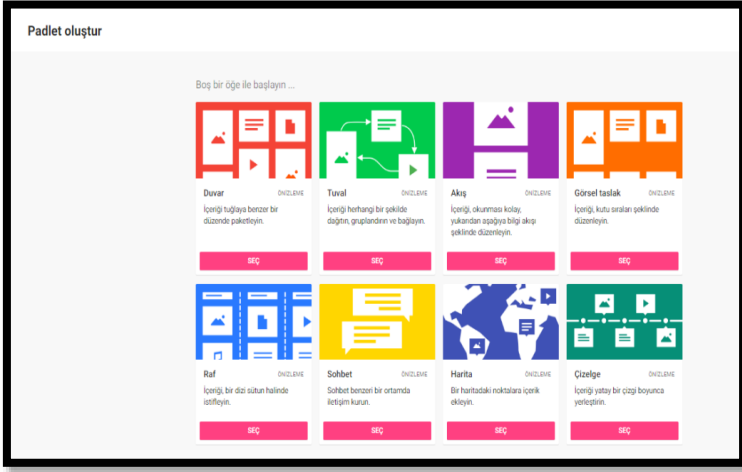 Padlet oluştur
Boş bir öğe ile başlayın ...
Duvar ÖNİZLEME
İçeriği tuğlaya benzer bir
düzende paketleyin.
SEÇ
Tuval ÖNİZLEME
İçeriği herhangi bir şekilde
dağıtın, gruplandırın ve bağlayın.
SEÇ
Akış ÖNİZLEME
İçeriği, okunması kolay,
yukarıdan aşağıya bilgi akışı
şeklinde düzenleyin.
SEÇ
Görsel taslak ÖNİZLEME
İçeriği, kutu sıraları şeklinde
düzenleyin.
SEÇ
Raf ÖNİZLEME
İçeriği, bir dizi sütun halinde
istifleyin.
SEÇ
Sohbet ÖNİZLEME
Sohbet benzeri bir ortamda
iletişim kurun.
SEÇ
Harita ÖNİZLEME
Bir haritadaki noktalara içerik
ekleyin.
SEÇ
Çizelge ÖNİZLEME
İçeriği yatay bir çizgi boyunca
yerleştirin.
SEÇ